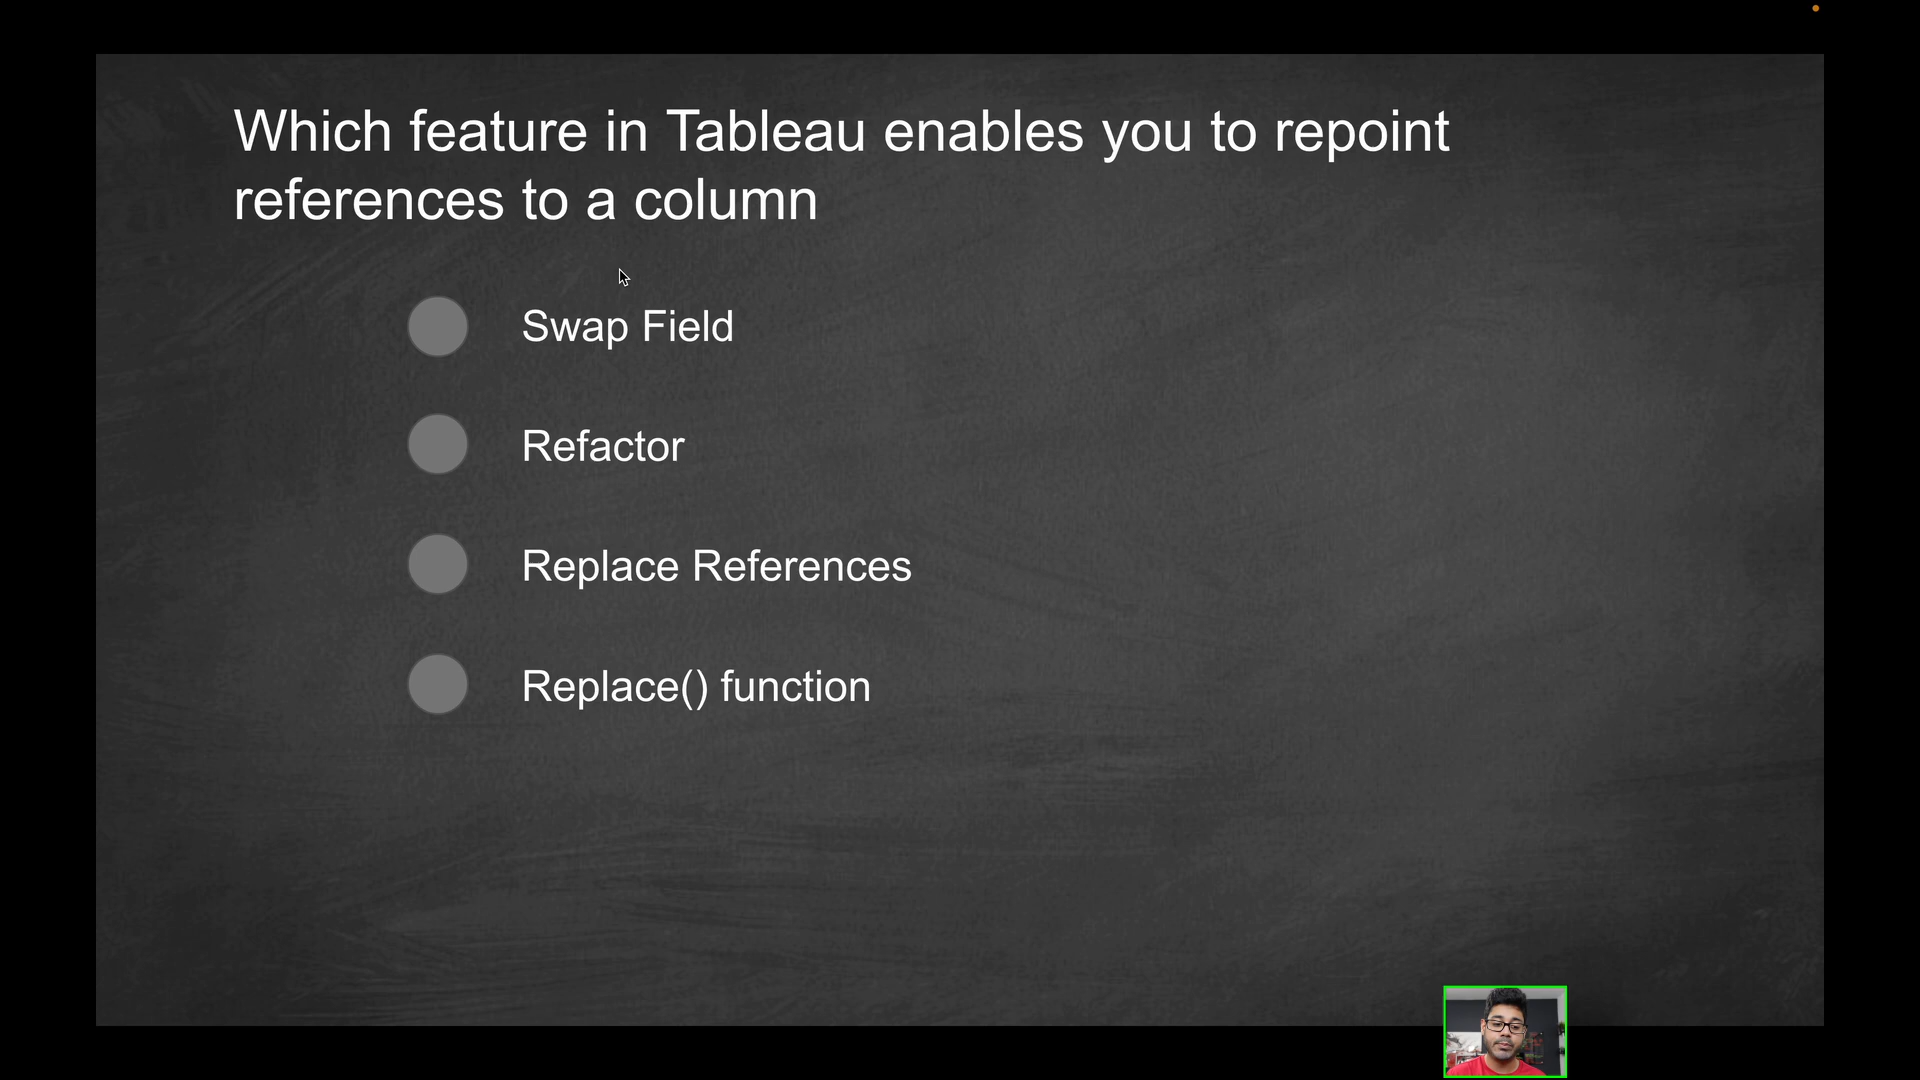 Which feature in Tableau enables you to repoint
references to a column
Swap Field
Refactor
Replace References
Replace() function